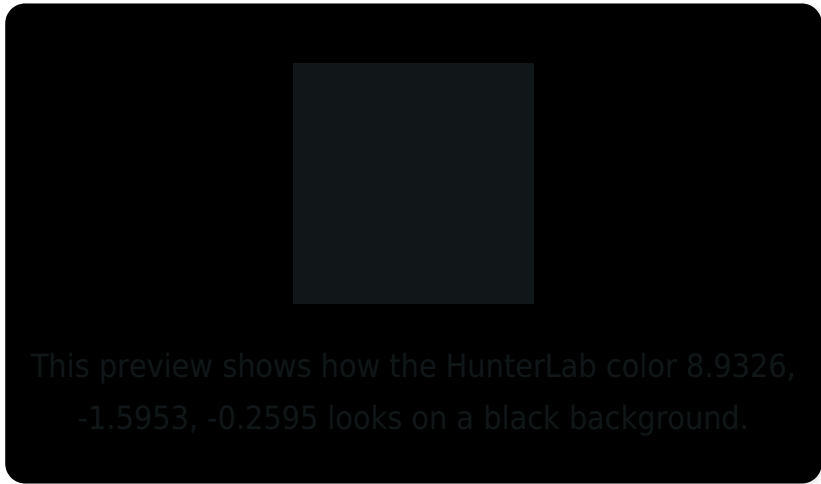 This preview shows how the HunterLab color 8.9326,
-1.5953, -0.2595 looks on a black background.